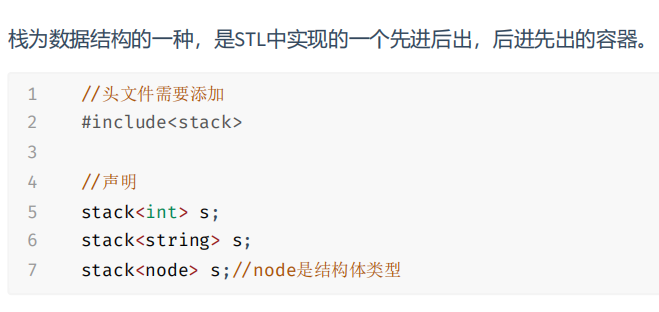 栈为数据结构的一种，是STL中实现的一个先进后出，后进先出的容器。
1 //头文件需要添加
2 #include<stack>
3
4 //声明
5 stack<int> s;
6 stack<string> s;
7 stack<node> s;//node是结构体类型